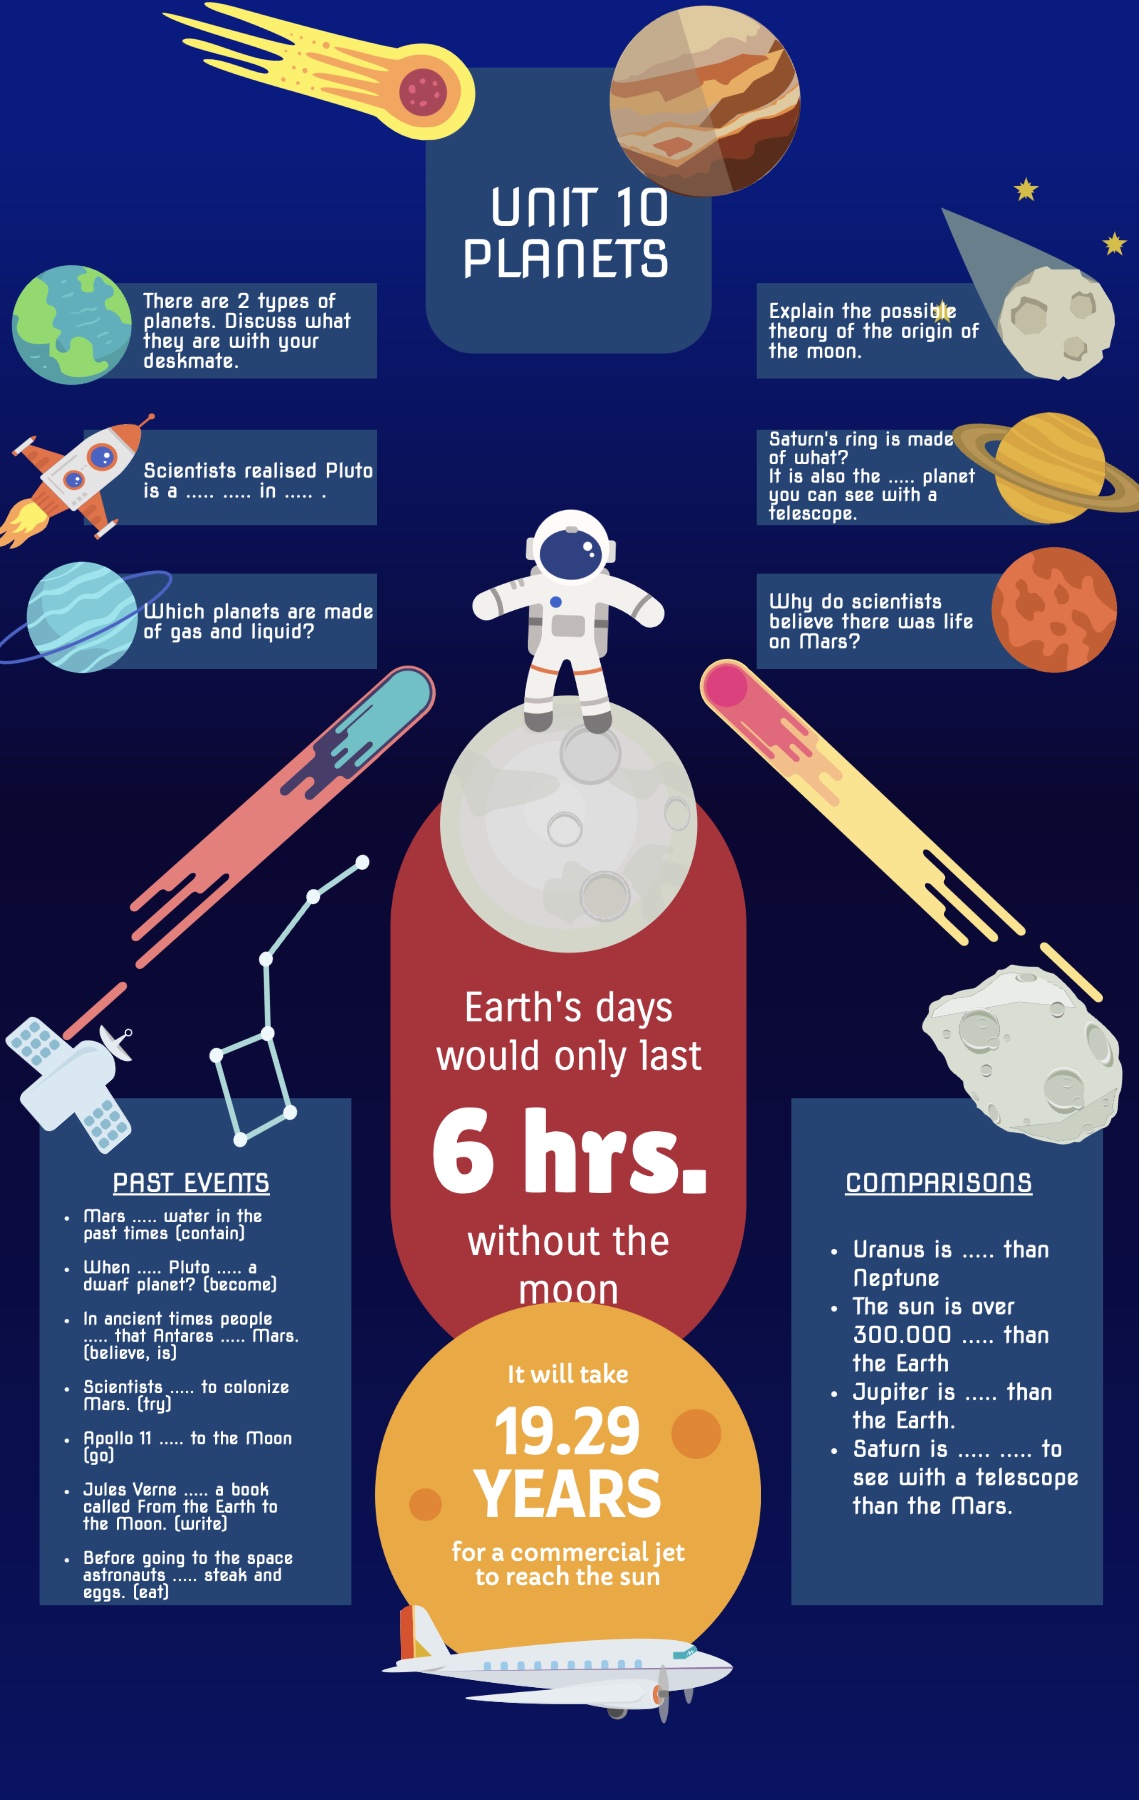 UNIT 10
PLANETS
There are 2 types of
planets. Discuss what
they are with your
deskmate.
Explain the possible
theory of the origin of
the moon.
Scientists realised Pluto
is a ..... ..... in ..... .
Saturn's ring is made
of what?
It is also the ..... planet
you can see with a
telescope.
Which planets are made
of gas and liquid?
Why do scientists
believe there was life
on Mars?
Earth's days
would only last
6 hrs.
without the
moon
It will take
19.29
YEARS
for a commercial jet
to reach the sun
PAST EVENTS
• Mars ..... water in the
past times (contain)
• When ..... Pluto ..... a
dwarf planet? (become)
• In ancient times people
..... that Antares ..... Mars.
(believe, is)
• Scientists ..... to colonize
Mars. (try)
• Apollo 11 ..... to the Moon
(go)
• Jules Verne ..... a book
called From the Earth to
the Moon. (write)
• Before going to the space
astronauts ..... steak and
eggs. (eat)
COMPARISONS
• Uranus is ..... than
Neptune
• The sun is over
300.000 ..... than
the Earth
• Jupiter is ..... than
the Earth.
• Saturn is ..... ..... to
see with a telescope
than the Mars.